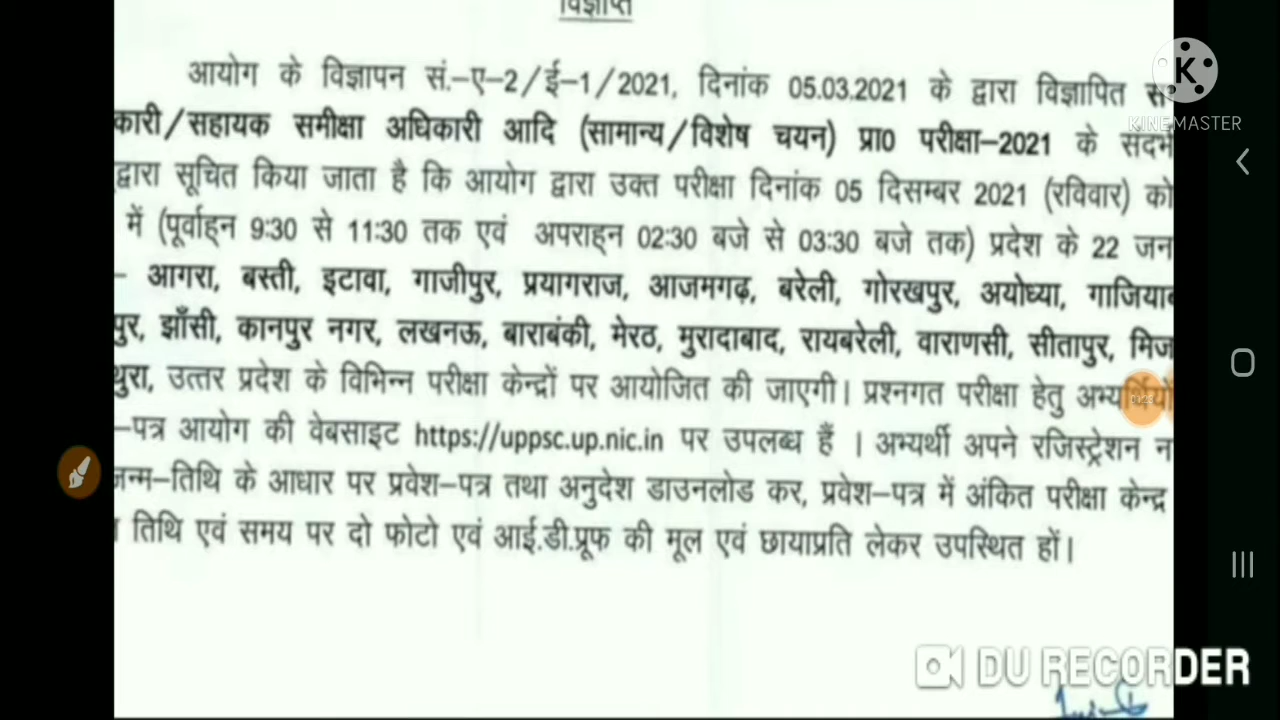 विज्ञप्ति
आयोग के विज्ञापन सं.-ए-2/ई-1/2021, दिनांक 05.03.2021 के द्वारा विज्ञापित
कारी/सहायक समीक्षा अधिकारी आदि (सामान्य/विशेष चयन) प्रा0 परीक्षा-2021 के संदर्भ
द्वारा सूचित किया जाता है कि आयोग द्वारा उक्त परीक्षा दिनांक 05 दिसम्बर 2021 (रविवार) को
में (पूर्वाह्न 9:30 से 11:30 तक एवं अपराह्न 02:30 बजे से 03:30 बजे तक) प्रदेश के 22 जन
- आगरा, बस्ती, इटावा, गाजीपुर, प्रयागराज, आजमगढ़, बरेली, गोरखपुर, अयोध्या, गाजियाब
पुर, झाँसी, कानपुर नगर, लखनऊ, बाराबंकी, मेरठ, मुरादाबाद, रायबरेली, वाराणसी, सीतापुर, मिर्ज
थुरा, उत्तर प्रदेश के विभिन्न परीक्षा केन्द्रों पर आयोजित की जाएगी। प्रश्नगत परीक्षा हेतु अभ्यर्थियों
-पत्र आयोग की वेबसाइट https://uppsc.up.nic.in पर उपलब्ध हैं । अभ्यर्थी अपने रजिस्ट्रेशन न
जन्म-तिथि के आधार पर प्रवेश-पत्र तथा अनुदेश डाउनलोड कर, प्रवेश-पत्र में अंकित परीक्षा केन्द्र
तिथि एवं समय पर दो फोटो एवं आई.डी.प्रूफ की मूल एवं छायाप्रति लेकर उपस्थित हों।
K
KINEMASTER
DU RECORDER